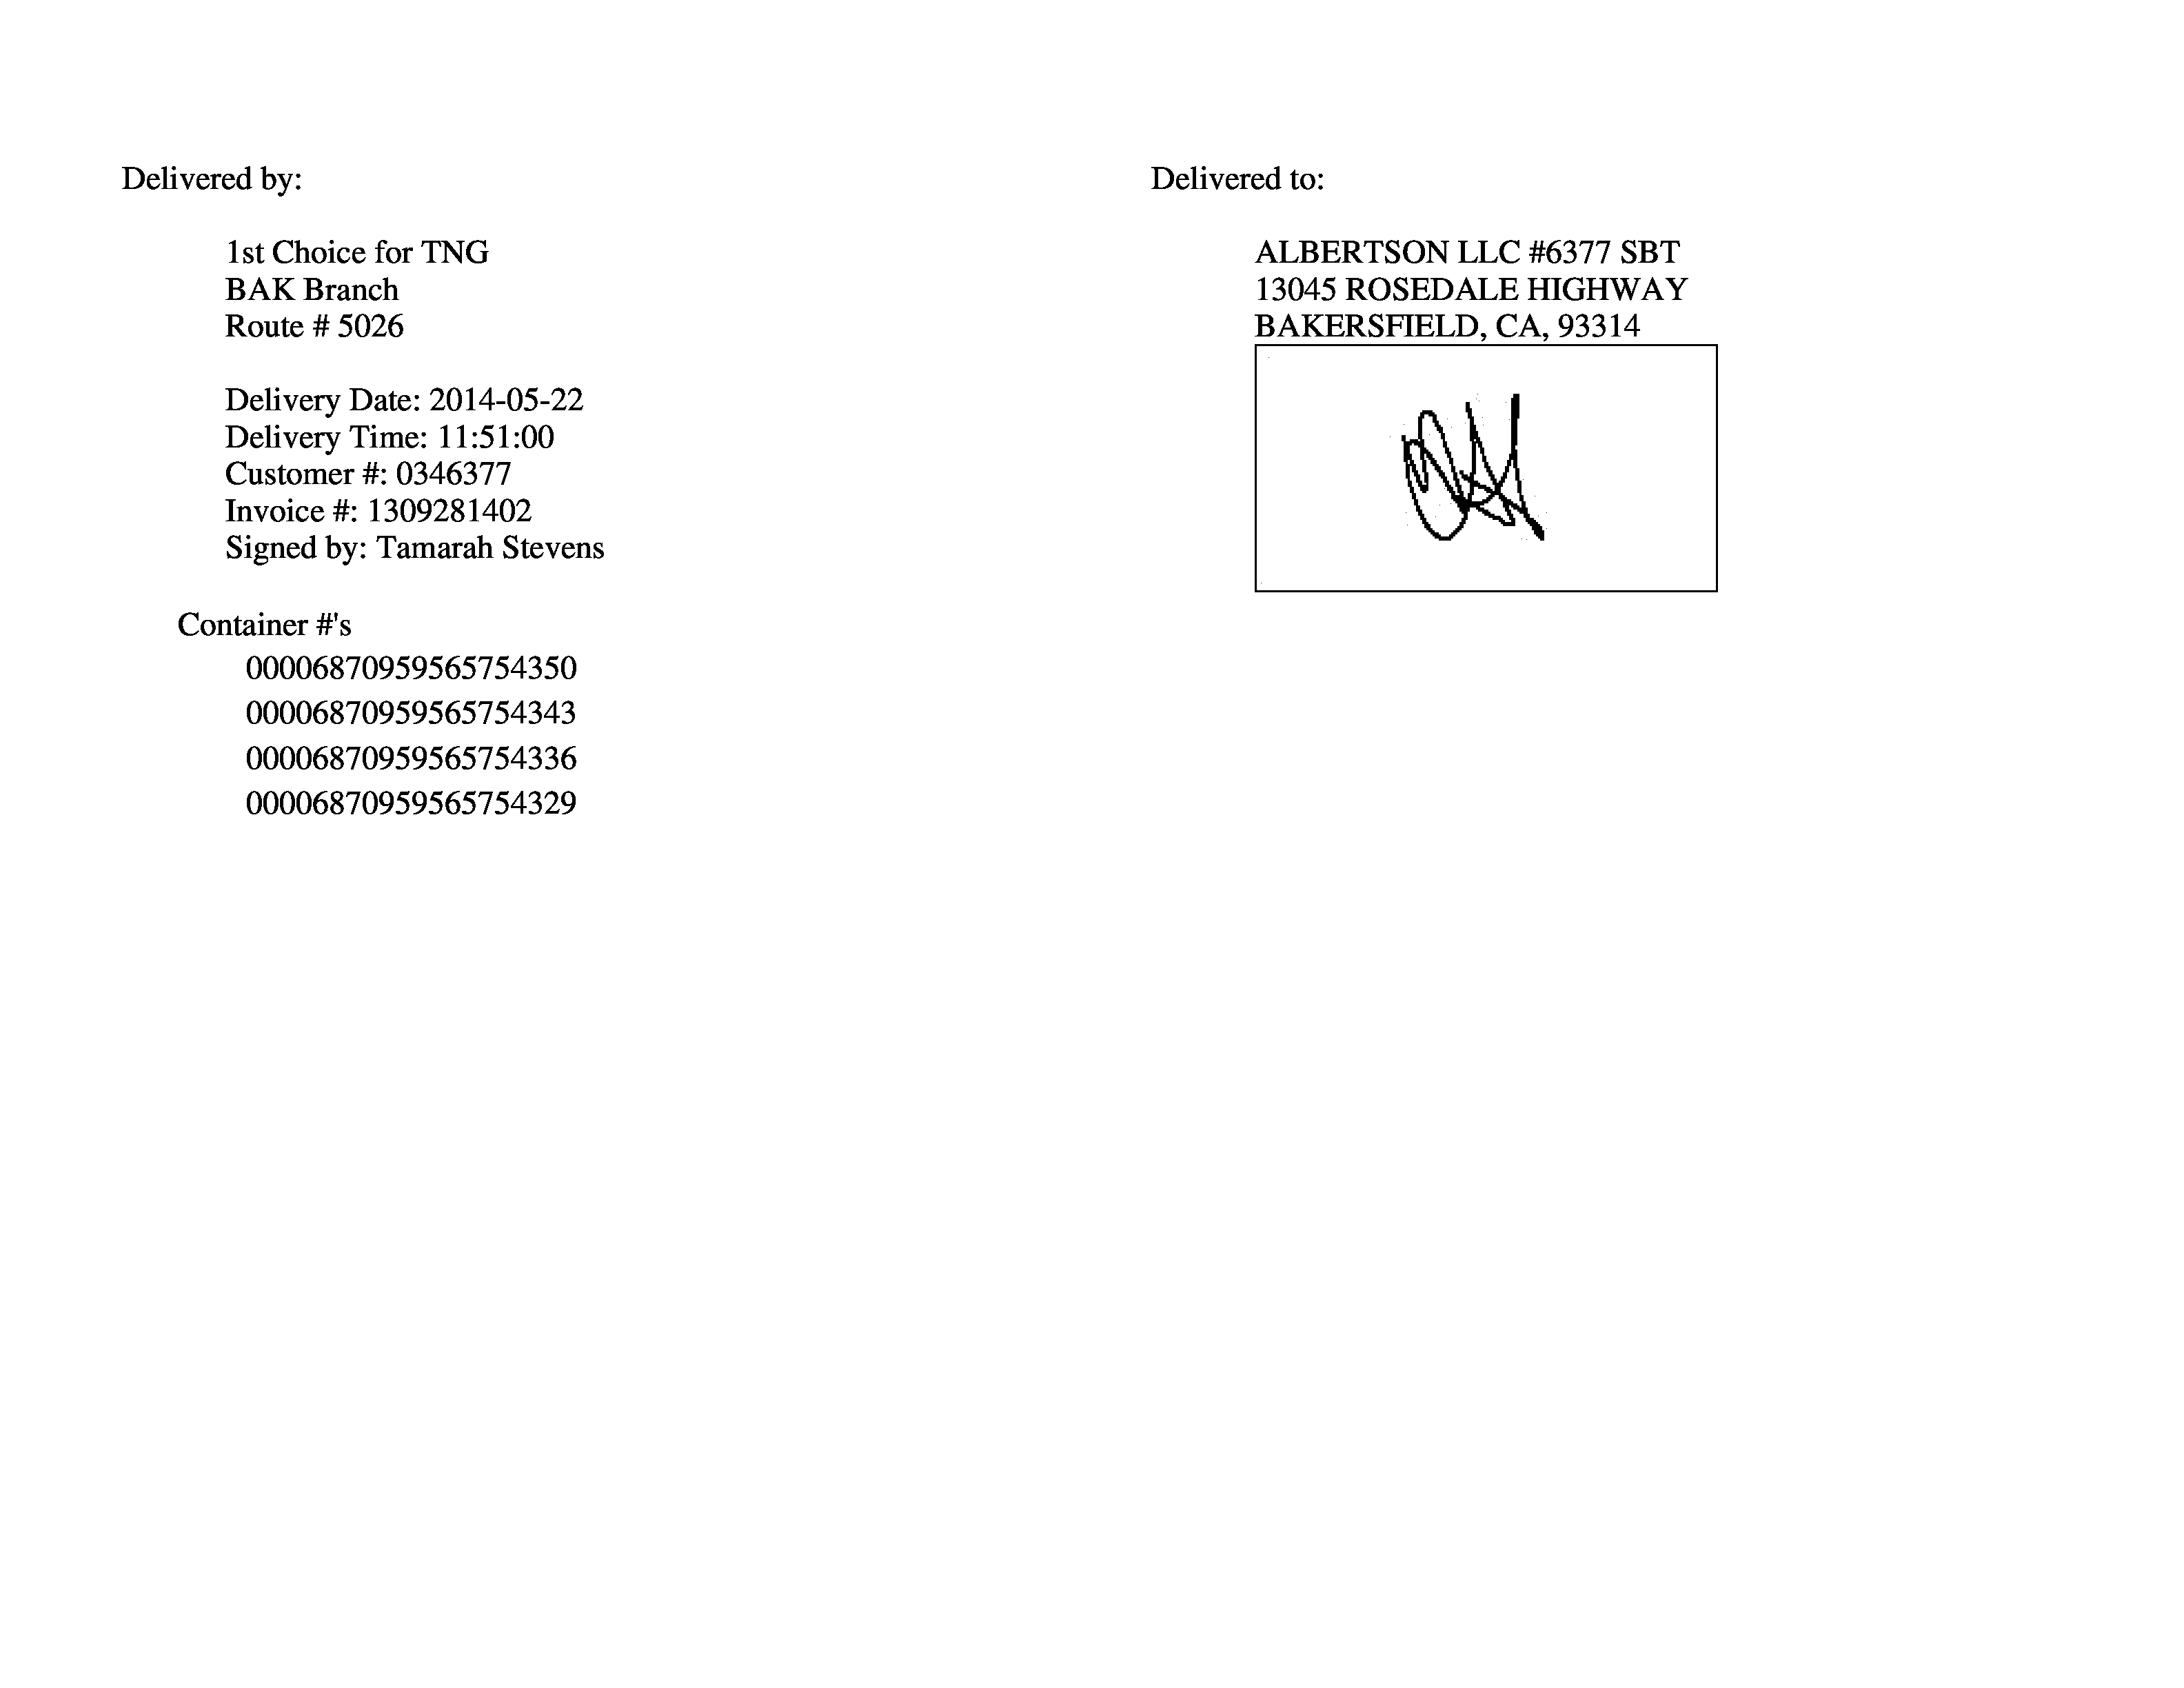 Delivered by:
1st Choice for TNG
BAK Branch
Route # 5026
Delivery Date: 2014-05-22
Delivery Time: 11:51:00
Customer #: 0346377
Invoice #: 1309281402
Signed by: Tamarah Stevens
Container #'s
00006870959565754350
00006870959565754343
00006870959565754336
00006870959565754329
Delivered to:
ALBERTSON LLC #6377 SBT
13045 ROSEDALE HIGHWAY
BAKERSFIELD, CA, 93314